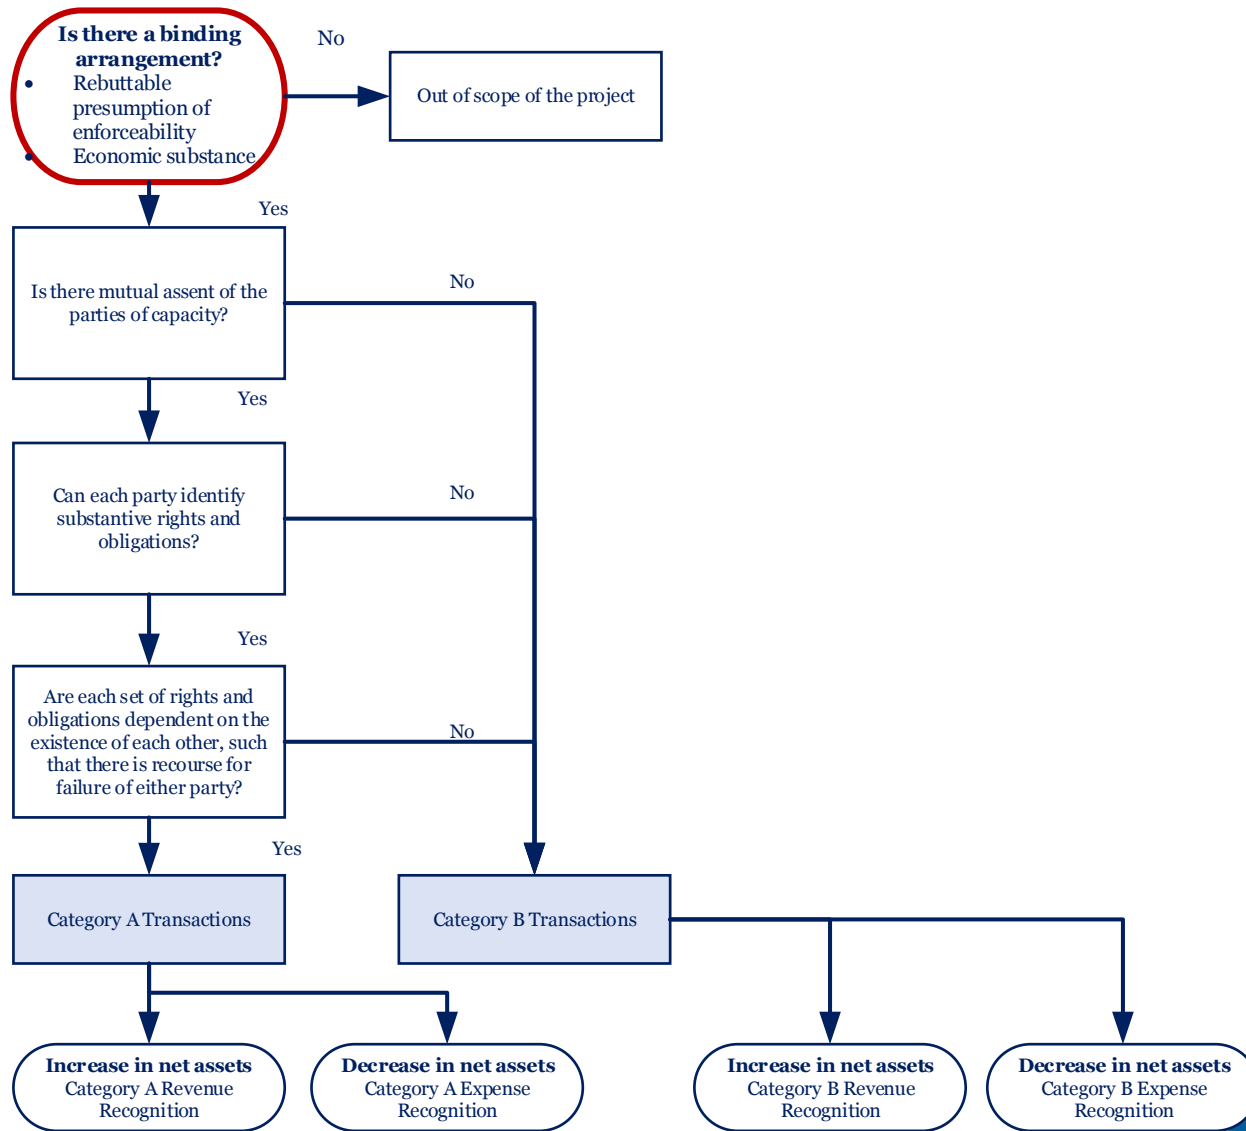 Is there a binding
arrangement?
• Rebuttable
presumption of
enforceability
• Economic substance
No
Out of scope of the project
Yes
Is there mutual assent of the
parties of capacity?
No
Yes
Can each party identify
substantive rights and
obligations?
No
Yes
Are each set of rights and
obligations dependent on the
existence of each other, such
that there is recourse for
failure of either party?
No
Yes
Category A Transactions
Category B Transactions
Increase in net assets
Category A Revenue
Recognition
Decrease in net assets
Category A Expense
Recognition
Increase in net assets
Category B Revenue
Recognition
Decrease in net assets
Category B Expense
Recognition